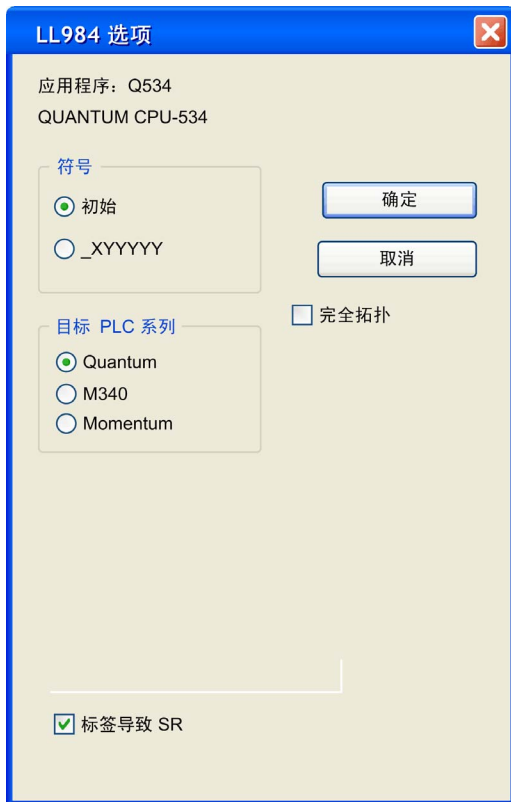 LL984 选项
应用程序：Q534
QUANTUM CPU-534
符号
初始
_XYYYYY
确定
取消
完全拓扑
目标 PLC 系列
Quantum
M340
Momentum
标签导致 SR